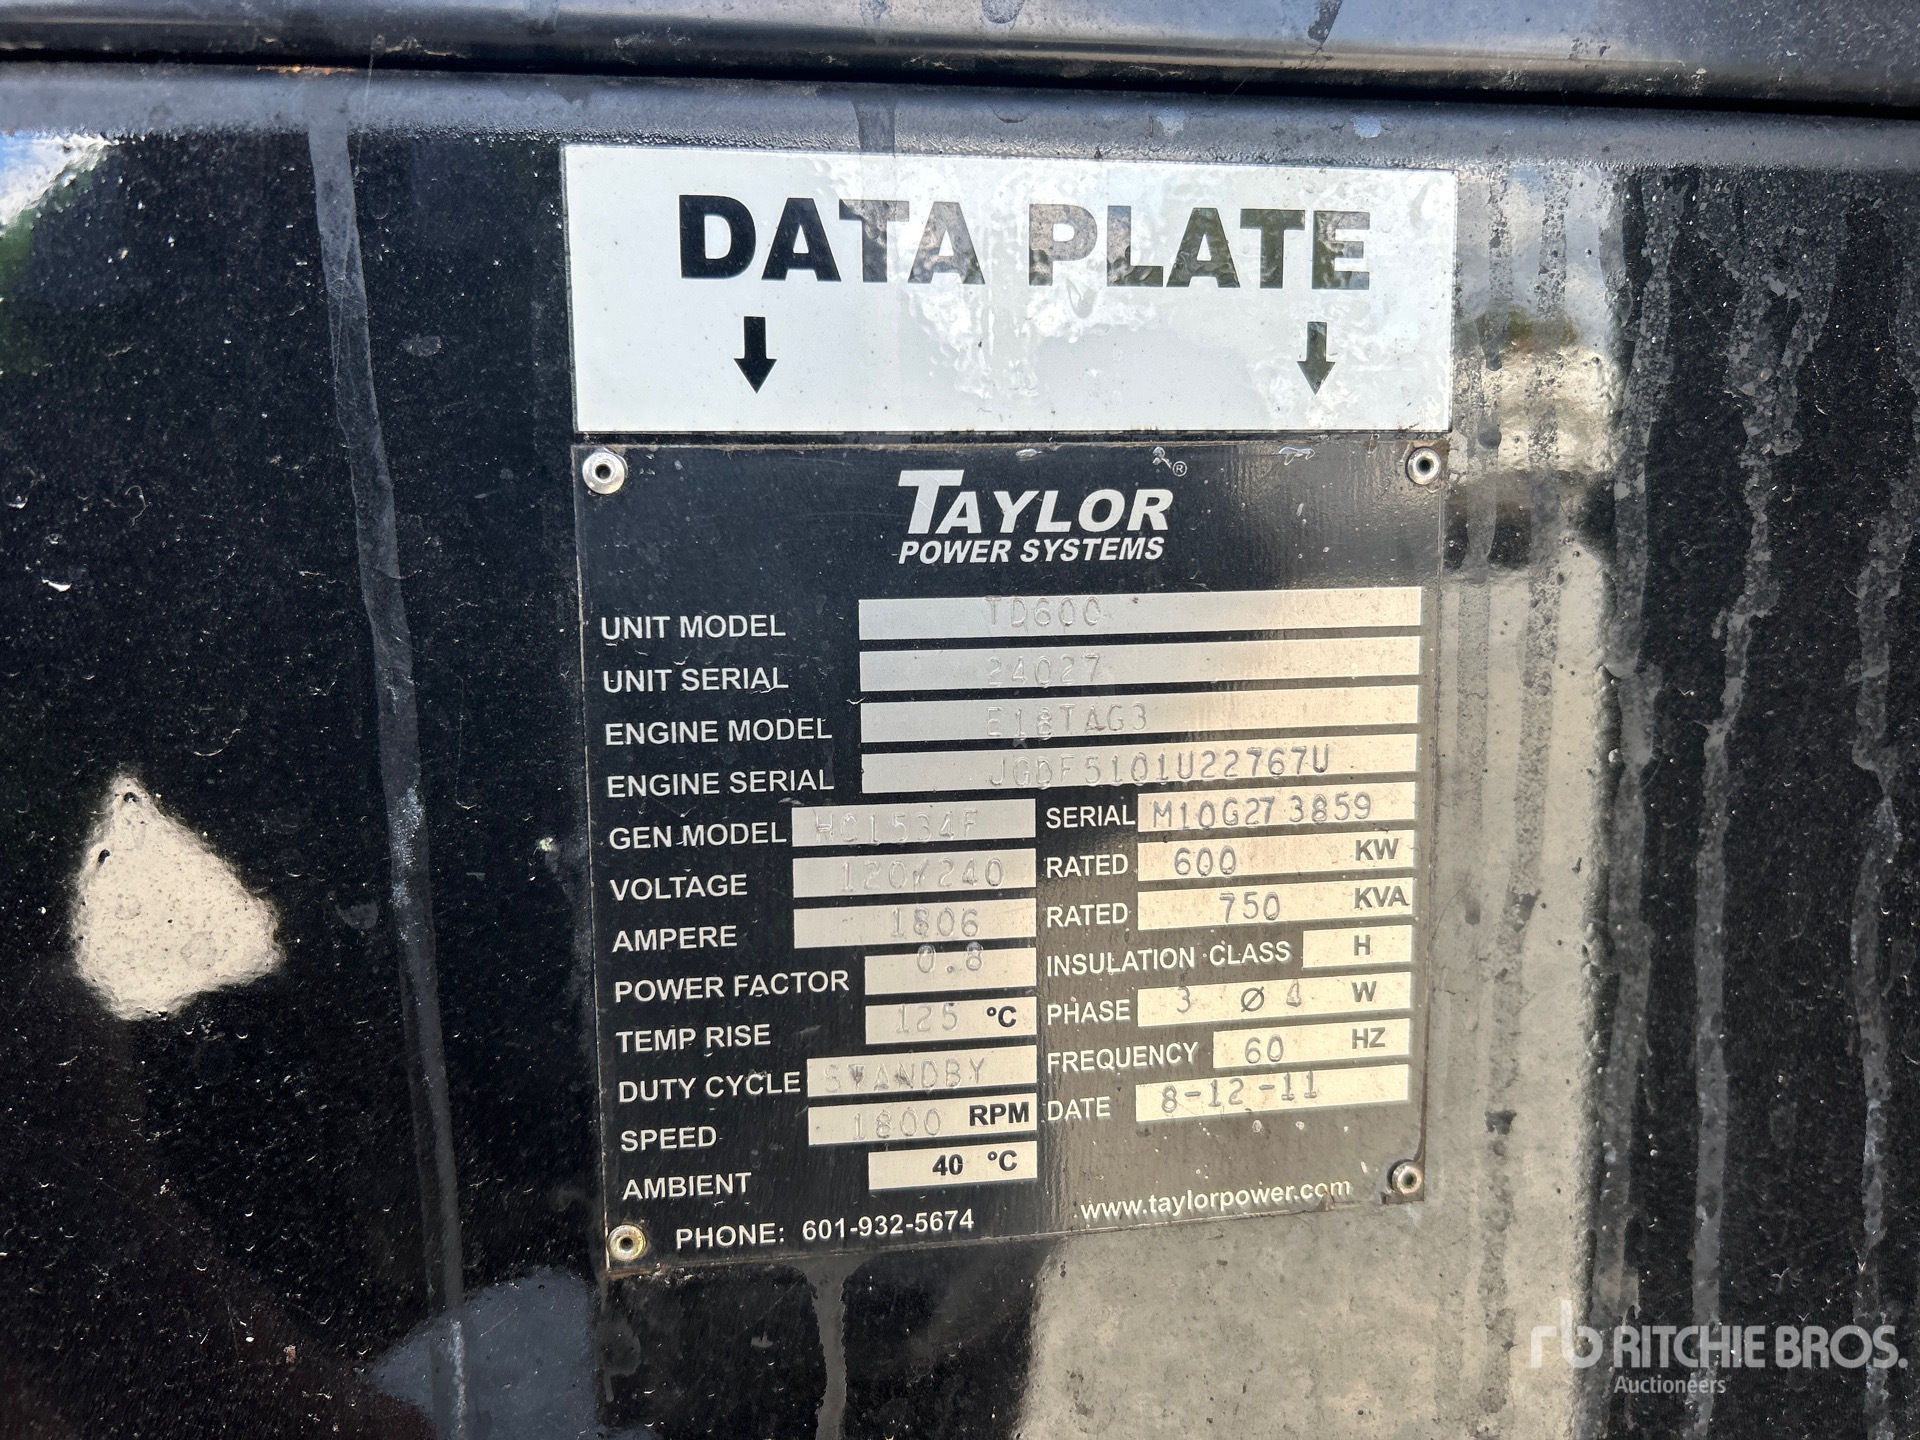 DATA PLATE
TAYLOR®
POWER SYSTEMS
UNIT MODEL TD600
UNIT SERIAL 24027
ENGINE MODEL E18TAG3
ENGINE SERIAL JGDF5101U22767U
GEN MODEL HC1534F SERIAL M10G273859
VOLTAGE 120/240 RATED 600 KW
AMPERE 1806 RATED 750 KVA
POWER FACTOR 0.8 INSULATION CLASS H
TEMP RISE 125 °C PHASE 3 Ø 4 W
DUTY CYCLE STANDBY FREQUENCY 60 HZ
SPEED 1800 RPM DATE 8-12-11
AMBIENT 40 °C
PHONE: 601-932-5674 www.taylorpower.com
rb RITCHIE BROS.
Auctioneers